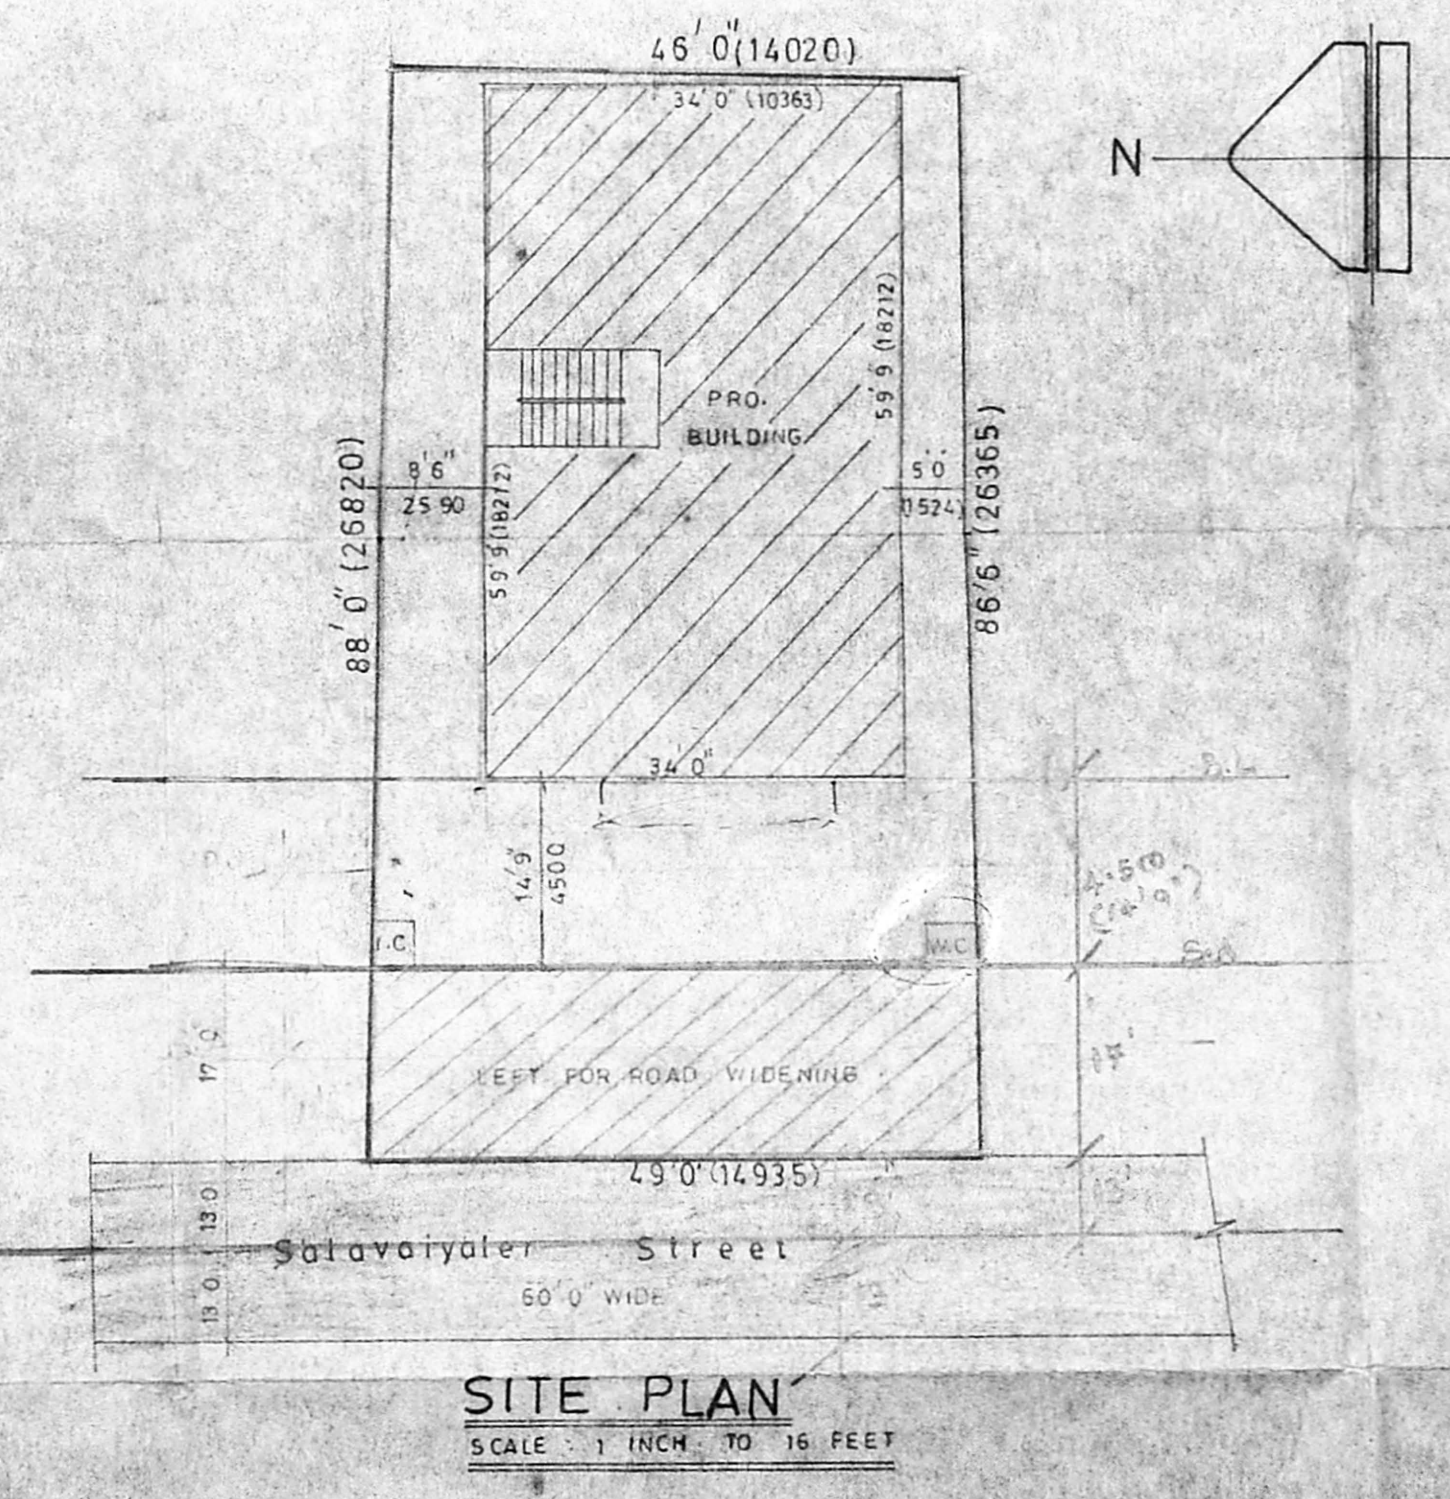 46' 0"(14020)
34' 0" (10363)
N
59' 9 (18212)
PRO.
BUILDING
88' 0" (26820)
8'6"
2590
59' 9 (18212)
5 0
(1524)
86'6" (26365)
34'0"
S.L
14'9"
4500
4.50
(14'9")
I.C
W.C
17' 9
LEFT FOR ROAD WIDENING
49'0"(14935)
13 0
Salavaiyaler Street
13 0
60' 0" WIDE
SITE PLAN
SCALE : 1 INCH TO 16 FEET